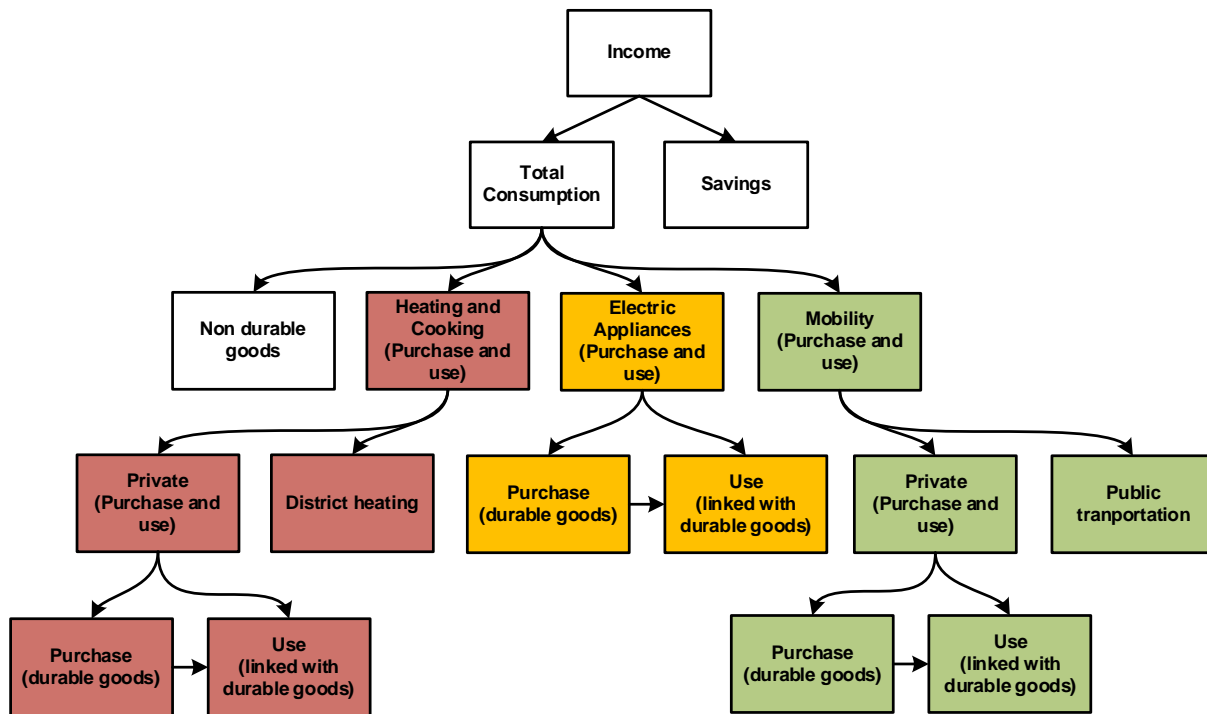 Income
Total
Consumption
Savings
Non durable
goods
Heating and
Cooking
(Purchase and
use)
Electric
Appliances
(Purchase and
use)
Mobility
(Purchase and
use)
Private
(Purchase and
use)
District heating
Purchase
(durable goods)
Use
(linked with
durable goods)
Private
(Purchase and
use)
Public
tranportation
Purchase
(durable goods)
Use
(linked with
durable goods)
Purchase
(durable goods)
Use
(linked with
durable goods)